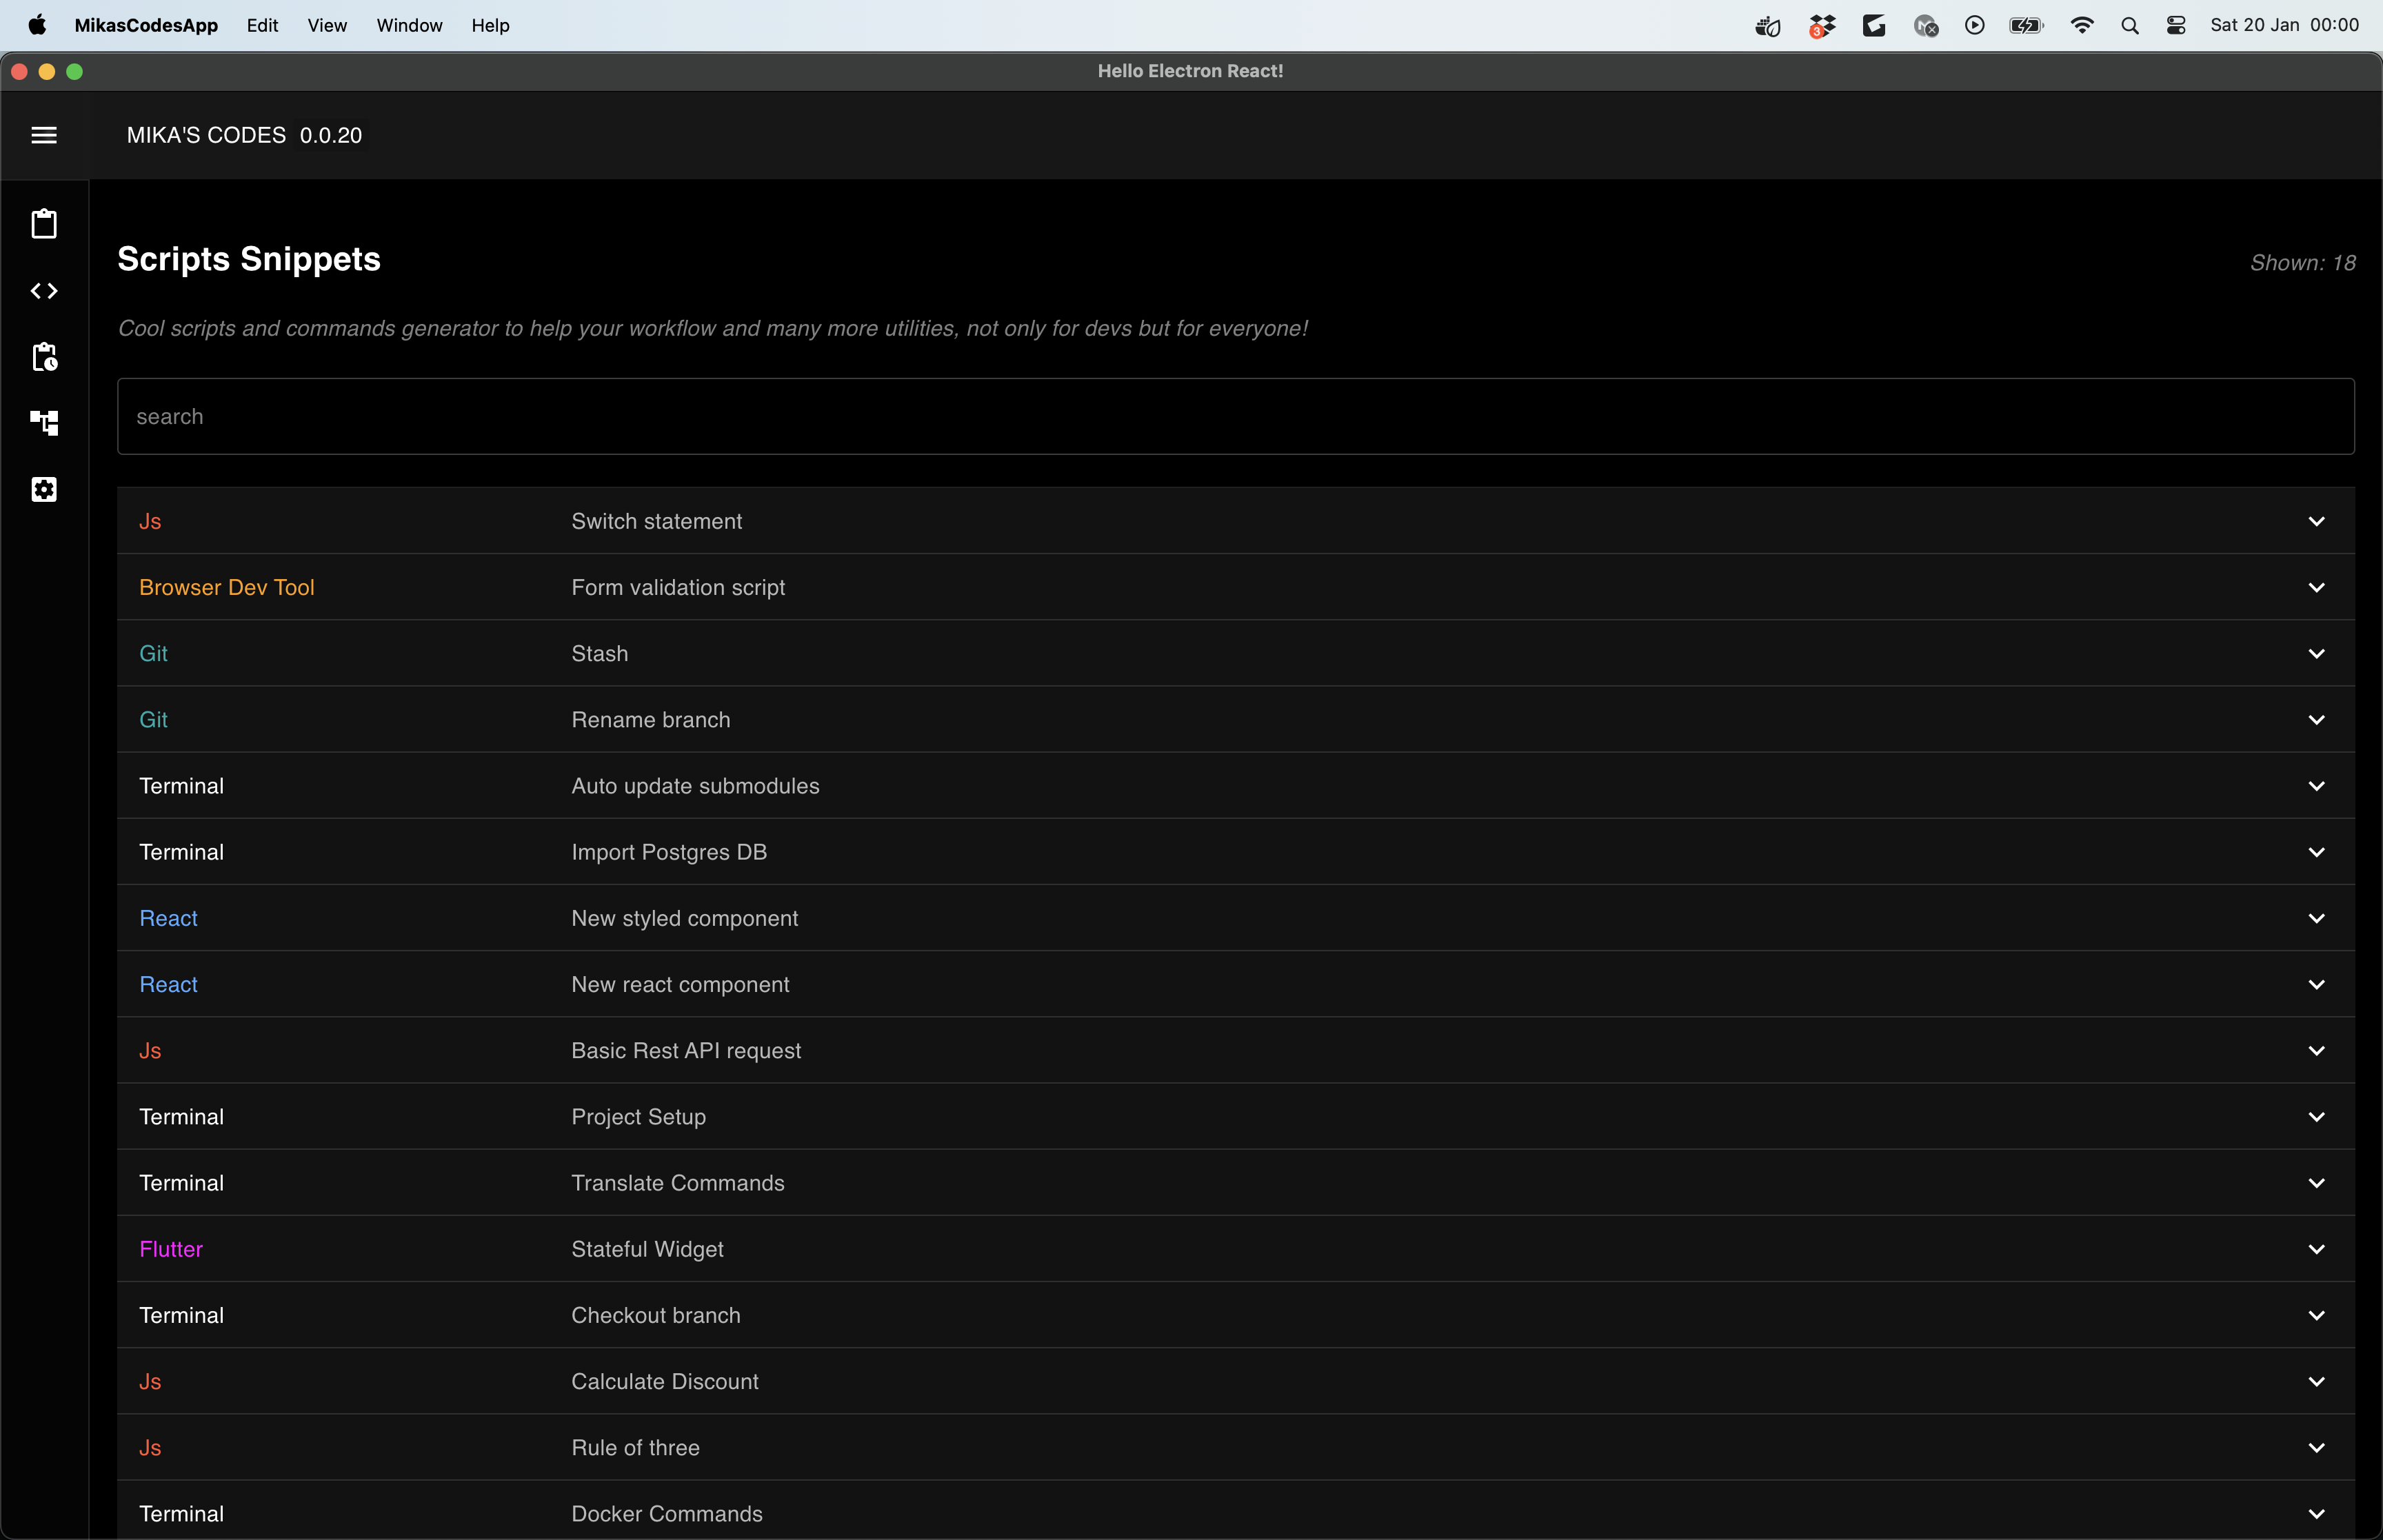 MikasCodesApp Edit View Window Help 3 Sat 20 Jan 00:00
Hello Electron React!
MIKA'S CODES 0.0.20
Scripts Snippets Shown: 18
Cool scripts and commands generator to help your workflow and many more utilities, not only for devs but for everyone!
search
Js Switch statement
Browser Dev Tool Form validation script
Git Stash
Git Rename branch
Terminal Auto update submodules
Terminal Import Postgres DB
React New styled component
React New react component
Js Basic Rest API request
Terminal Project Setup
Terminal Translate Commands
Flutter Stateful Widget
Terminal Checkout branch
Js Calculate Discount
Js Rule of three
Terminal Docker Commands